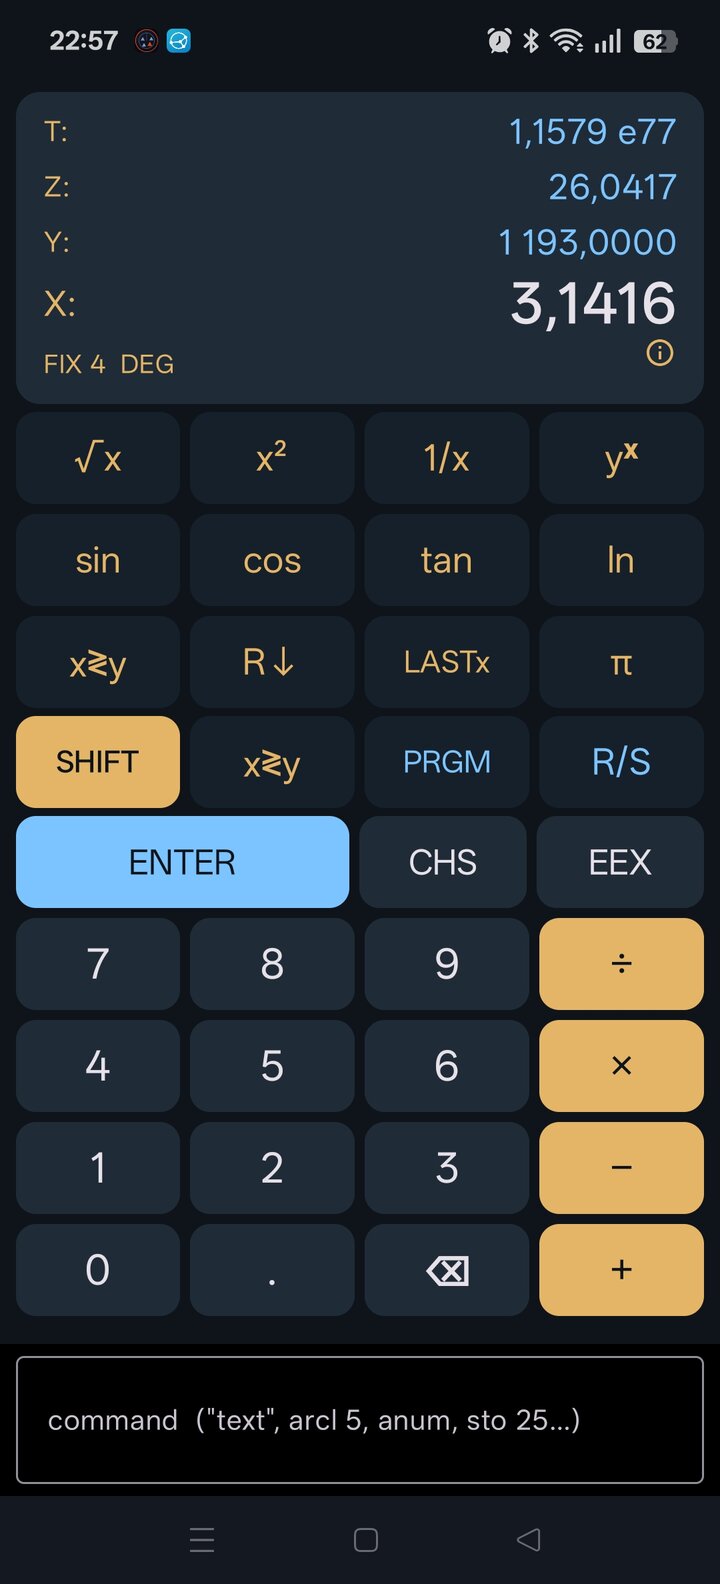 22:57 62
T: 1,1579 e77
Z: 26,0417
Y: 1 193,0000
X: 3,1416
FIX 4 DEG
√x x² 1/x yˣ
sin cos tan ln
x≷y R↓ LASTx π
SHIFT x≷y PRGM R/S
ENTER CHS EEX
7 8 9 ÷
4 5 6 ×
1 2 3 −
0 . +
command ("text", arcl 5, anum, sto 25...)